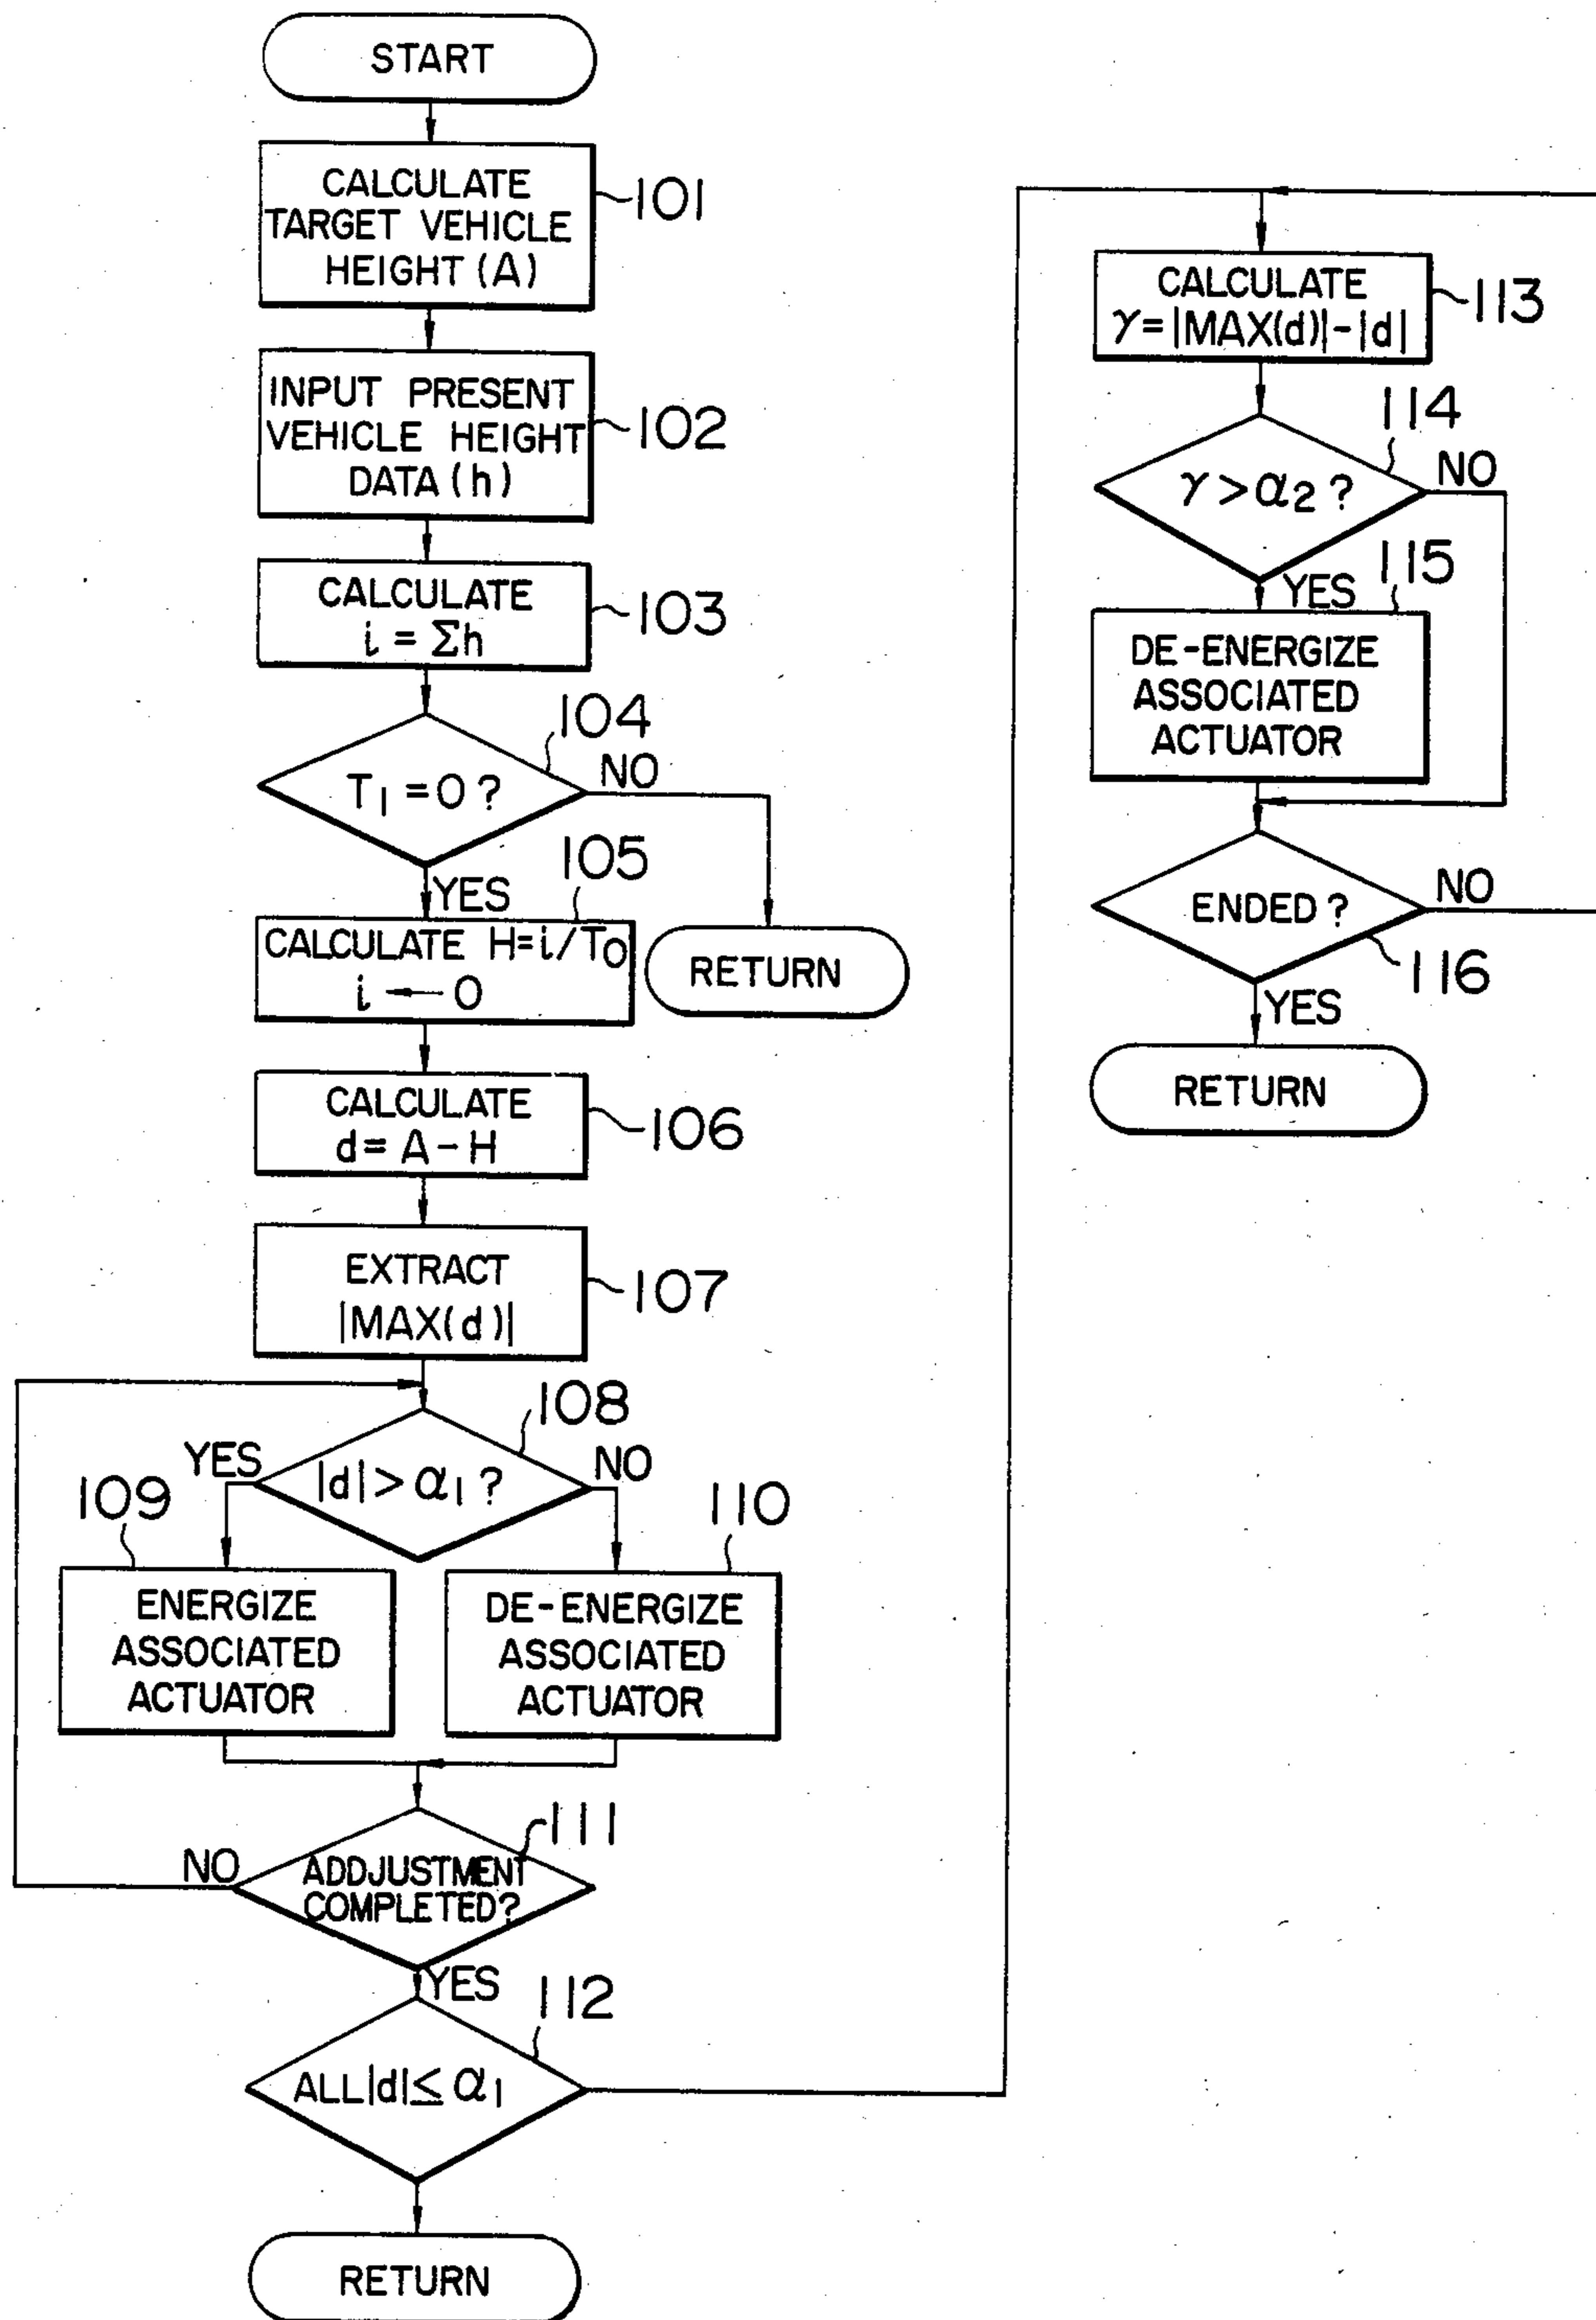 START
CALCULATE
TARGET VEHICLE
HEIGHT (A)
101
INPUT PRESENT
VEHICLE HEIGHT
DATA (h)
102
CALCULATE
i = Σh
103
104
T1 = 0 ?
NO
YES
105
CALCULATE H=i/T0
i ← 0
RETURN
CALCULATE
d = A - H
106
EXTRACT
|MAX(d)|
107
108
YES
|d| > α1 ?
NO
109
110
ENERGIZE
ASSOCIATED
ACTUATOR
DE-ENERGIZE
ASSOCIATED
ACTUATOR
111
NO
ADDJUSTMENT
COMPLETED?
YES
112
ALL|d|≤ α1
RETURN
CALCULATE
γ=|MAX(d)|-|d|
113
114
γ > α2 ?
NO
YES
115
DE-ENERGIZE
ASSOCIATED
ACTUATOR
ENDED ?
NO
116
YES
RETURN